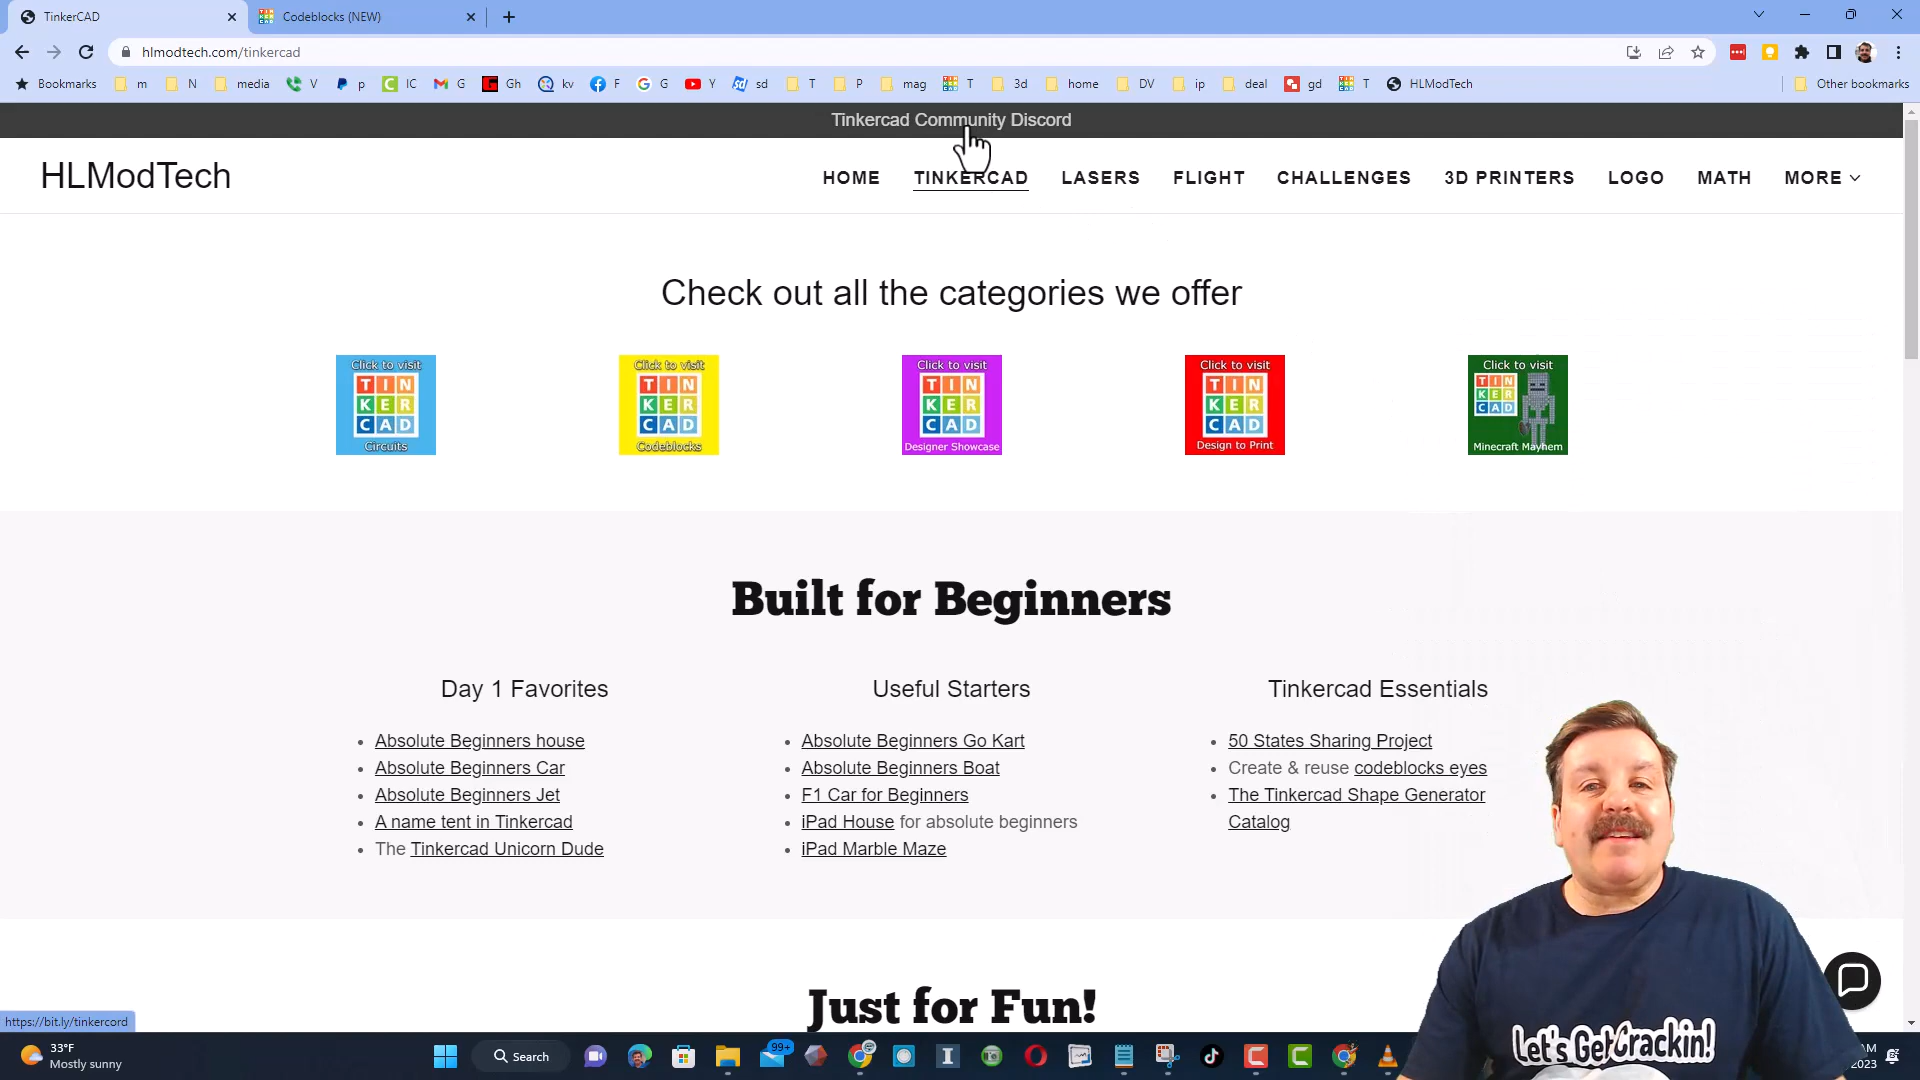 TinkerCAD
Codeblocks (NEW)
hlmodtech.com/tinkercad
Bookmarks m N media V p IC G Gh kv F G Y sd T P mag T 3d home DV ip deal gd T HLModTech Other bookmarks
Tinkercad Community Discord
HLModTech
HOME TINKERCAD LASERS FLIGHT CHALLENGES 3D PRINTERS LOGO MATH MORE
Check out all the categories we offer
Click to visit
TIN
KER
CAD
Circuits
Click to visit
TIN
KER
CAD
Codeblocks
Click to visit
TIN
KER
CAD
Designer Showcase
Click to visit
TIN
KER
CAD
Design to Print
Click to visit
TIN
KER
CAD
Minecraft Mayhem
Built for Beginners
Day 1 Favorites
Absolute Beginners house
Absolute Beginners Car
Absolute Beginners Jet
A name tent in Tinkercad
The Tinkercad Unicorn Dude
Useful Starters
Absolute Beginners Go Kart
Absolute Beginners Boat
F1 Car for Beginners
iPad House for absolute beginners
iPad Marble Maze
Tinkercad Essentials
50 States Sharing Project
Create & reuse codeblocks eyes
The Tinkercad Shape Generator
Catalog
Just for Fun!
Let's Get Crackin!
https://bit.ly/tinkercord
33°F
Mostly sunny
Search
99+
AM
2023